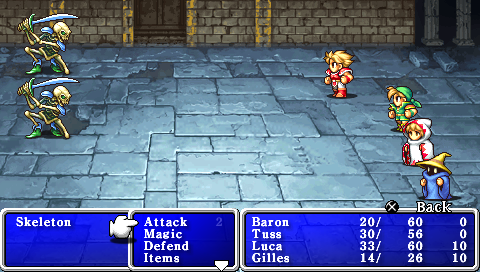 Back
Skeleton
Attack 2
Magic
Defend
Items
Baron 20/ 60 0
Tuss 30/ 56 0
Luca 33/ 60 10
Gilles 14/ 26 10